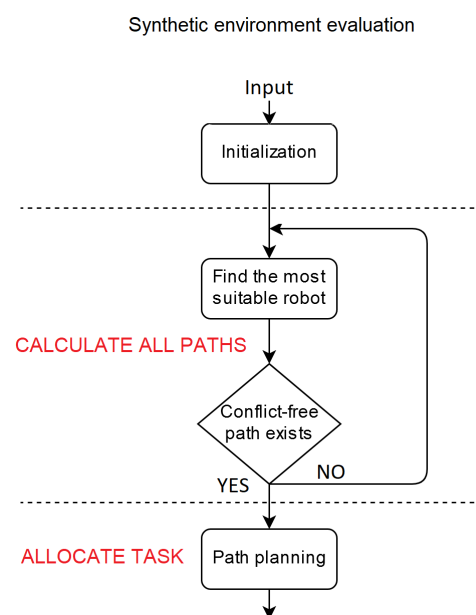 Synthetic environment evaluation
Input
Initialization
Find the most
suitable robot
CALCULATE ALL PATHS
Conflict-free
path exists
YES
NO
ALLOCATE TASK
Path planning